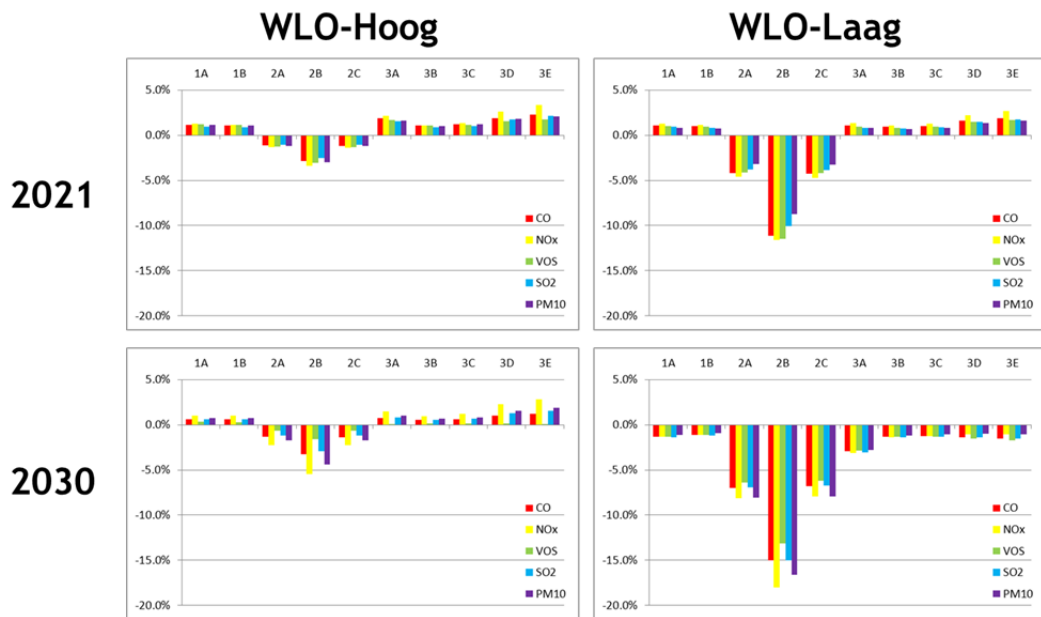 WLO-Hoog WLO-Laag
2021
1A 1B 2A 2B 2C 3A 3B 3C 3D 3E
5.0%
0.0%
-5.0%
-10.0%
-15.0%
-20.0%
CO
NOx
VOS
SO2
PM10
1A 1B 2A 2B 2C 3A 3B 3C 3D 3E
5.0%
0.0%
-5.0%
-10.0%
-15.0%
-20.0%
CO
NOx
VOS
SO2
PM10
2030
1A 1B 2A 2B 2C 3A 3B 3C 3D 3E
5.0%
0.0%
-5.0%
-10.0%
-15.0%
-20.0%
CO
NOx
VOS
SO2
PM10
1A 1B 2A 2B 2C 3A 3B 3C 3D 3E
5.0%
0.0%
-5.0%
-10.0%
-15.0%
-20.0%
CO
NOx
VOS
SO2
PM10